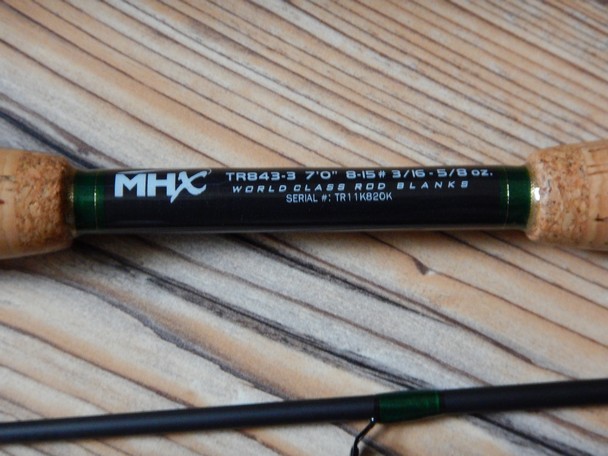 MHX TR843-3 7'0" 8-15# 3/16 - 5/8 oz.
WORLD CLASS ROD BLANKS
SERIAL #: TR11K820K